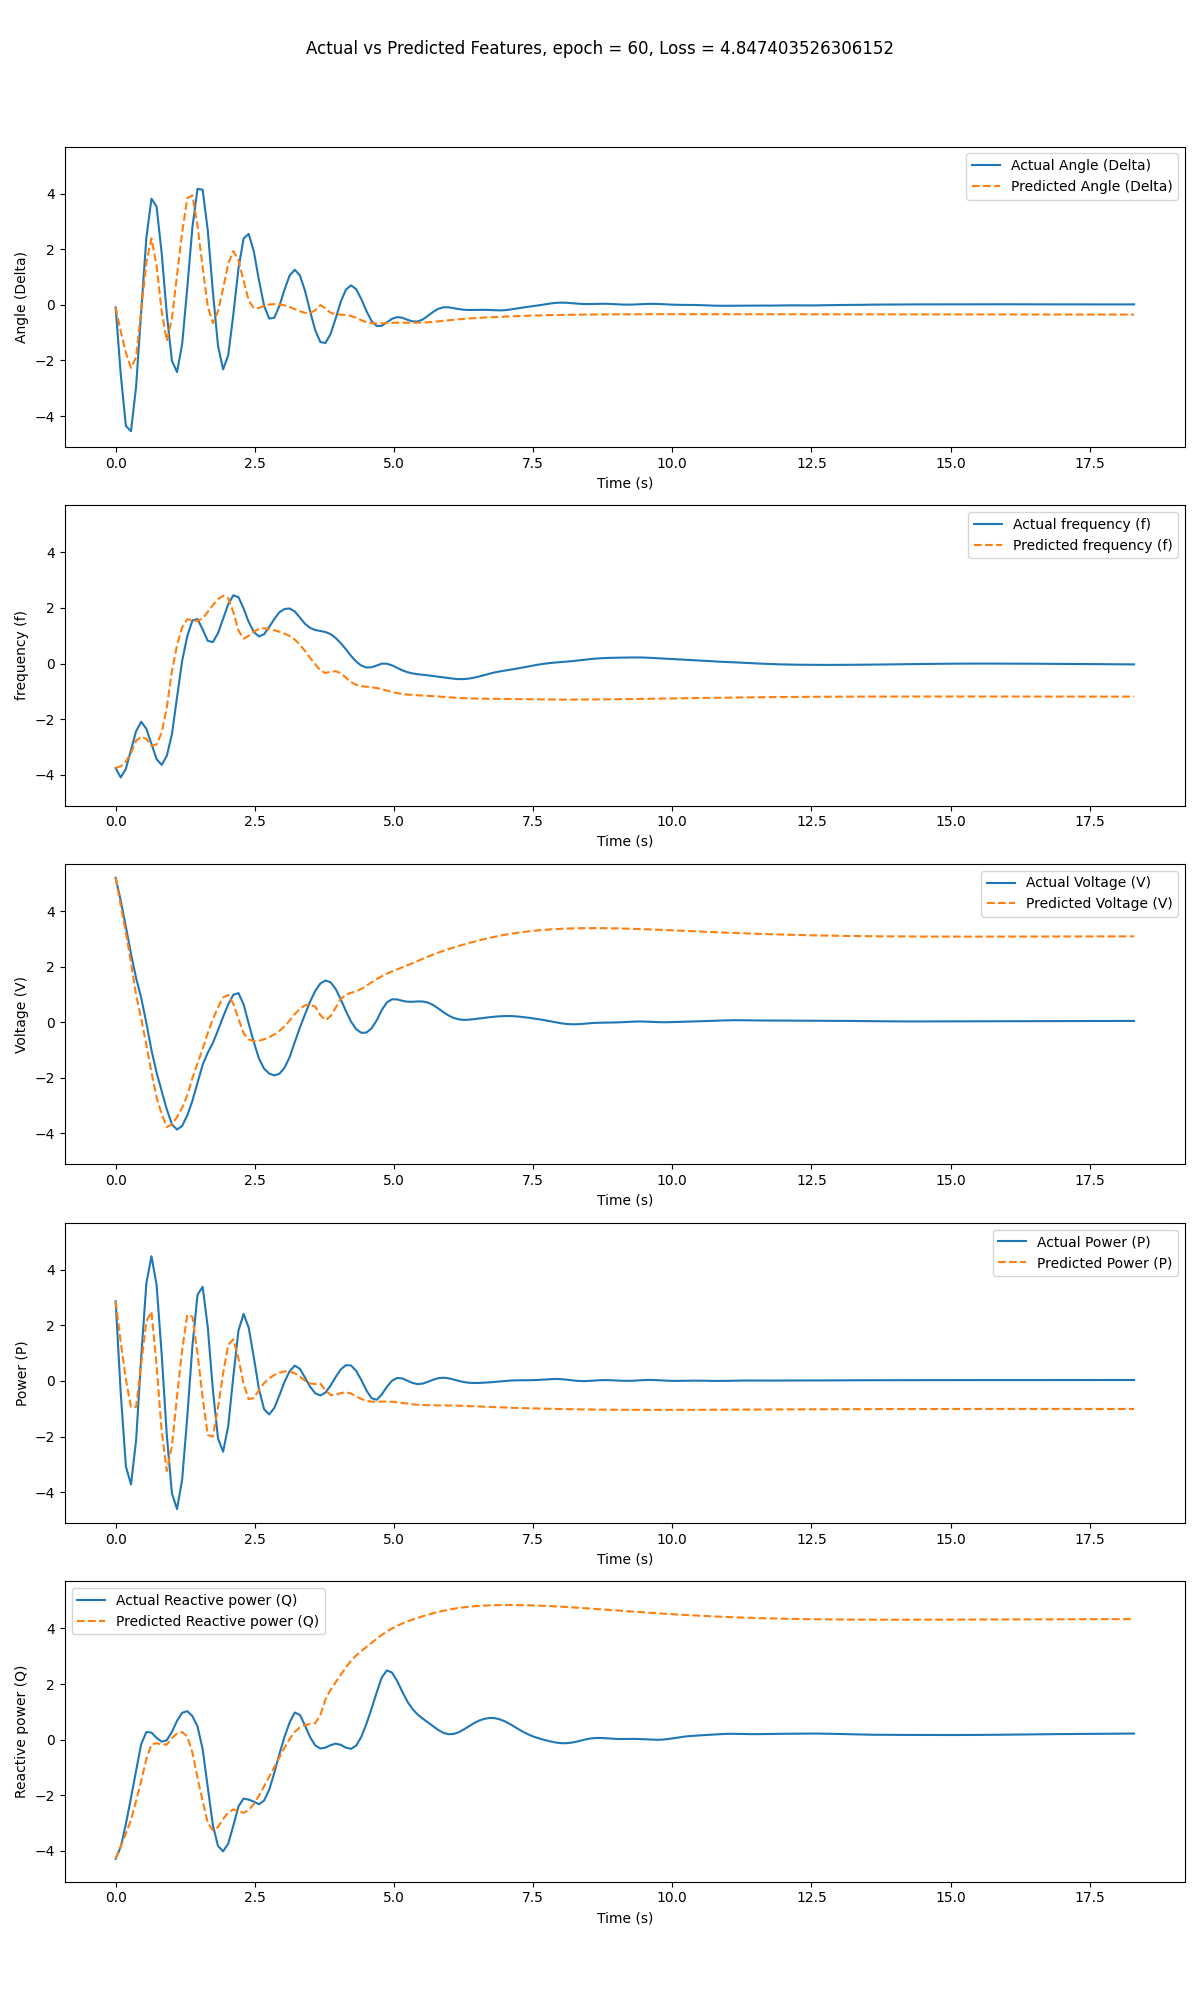 Actual vs Predicted Features, epoch = 60, Loss = 4.847403526306152
Actual Angle (Delta)
Predicted Angle (Delta)
Angle (Delta)
4
2
0
−2
−4
0.0 2.5 5.0 7.5 10.0 12.5 15.0 17.5
Time (s)
Actual frequency (f)
Predicted frequency (f)
frequency (f)
4
2
0
−2
−4
0.0 2.5 5.0 7.5 10.0 12.5 15.0 17.5
Time (s)
Actual Voltage (V)
Predicted Voltage (V)
Voltage (V)
4
2
0
−2
−4
0.0 2.5 5.0 7.5 10.0 12.5 15.0 17.5
Time (s)
Actual Power (P)
Predicted Power (P)
Power (P)
4
2
0
−2
−4
0.0 2.5 5.0 7.5 10.0 12.5 15.0 17.5
Time (s)
Actual Reactive power (Q)
Predicted Reactive power (Q)
Reactive power (Q)
4
2
0
−2
−4
0.0 2.5 5.0 7.5 10.0 12.5 15.0 17.5
Time (s)